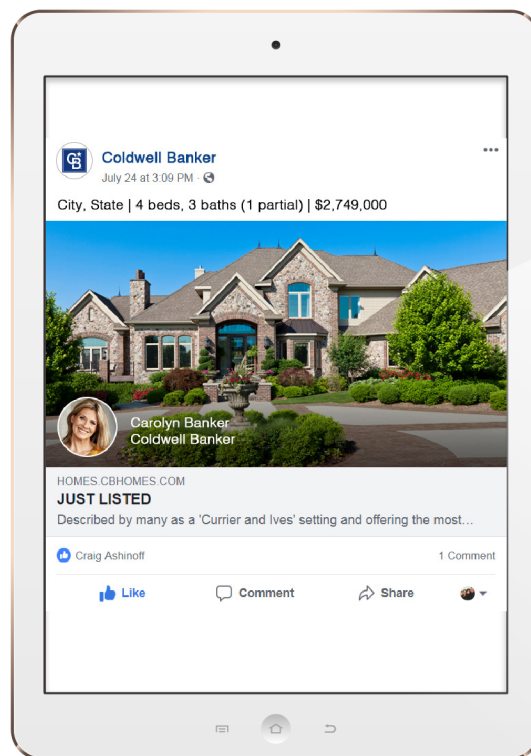 CB
Coldwell Banker
July 24 at 3:09 PM ·
City, State | 4 beds, 3 baths (1 partial) | $2,749,000
Carolyn Banker
Coldwell Banker
HOMES.CBHOMES.COM
JUST LISTED
Described by many as a 'Currier and Ives' setting and offering the most…
Craig Ashinoff 1 Comment
Like Comment Share